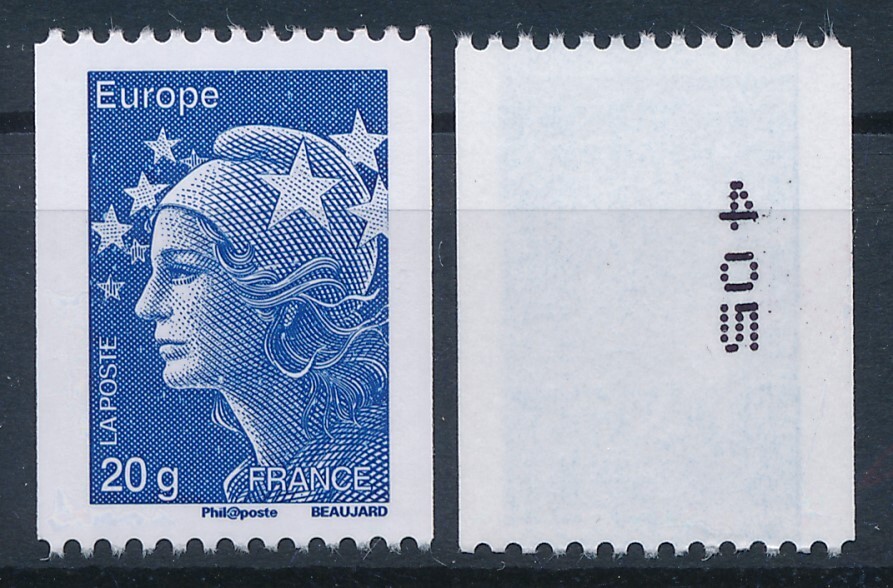 Europe
LA POSTE
20 g FRANCE
Phil@poste BEAUJARD
405